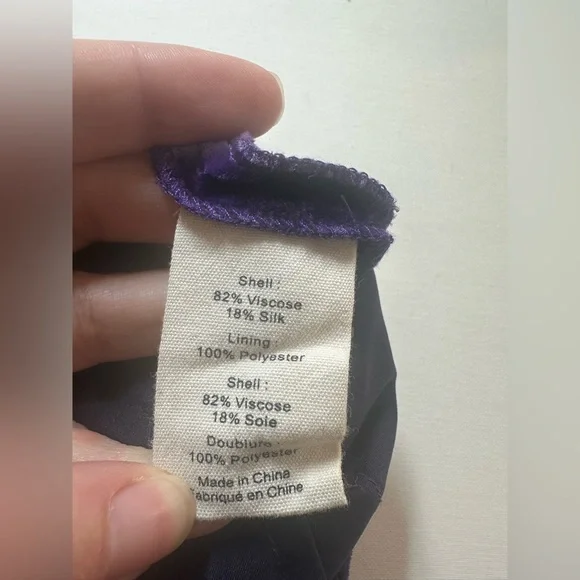 Shell :
82% Viscose
18% Silk
Lining :
100% Polyester
Shell :
82% Viscose
18% Sole
Doublure :
100% Polyester
Made in China
Fabriqué en Chine